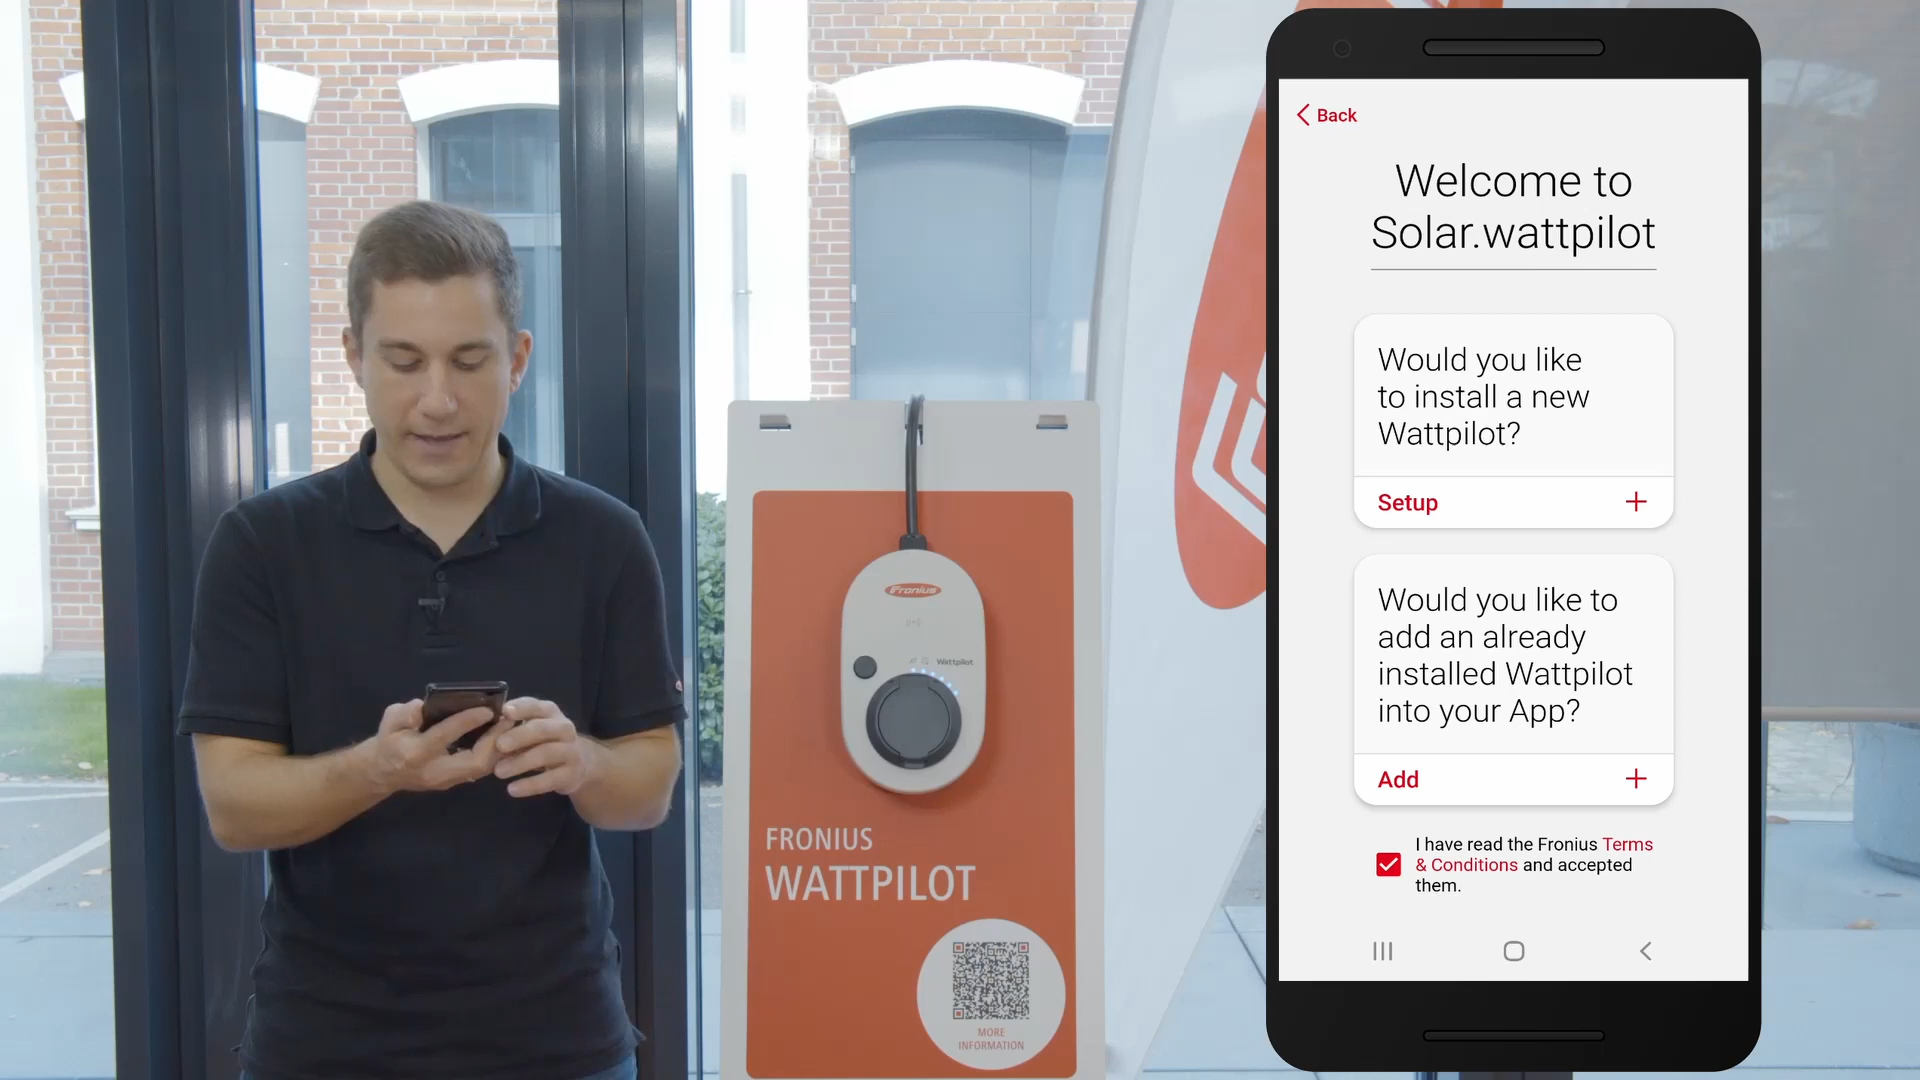 Fronius
Wattpilot
FRONIUS
WATTPILOT
MORE
INFORMATION
Back
Welcome to
Solar.wattpilot
Would you like
to install a new
Wattpilot?
Setup
Would you like to
add an already
installed Wattpilot
into your App?
Add
I have read the Fronius Terms
& Conditions and accepted
them.